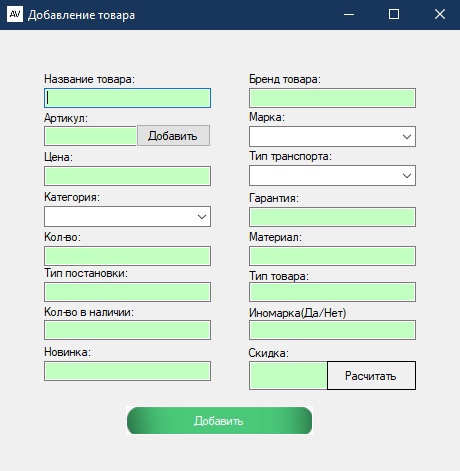 AV Добавление товара
Название товара:
Артикул:
Добавить
Цена:
Категория:
Кол-во:
Тип постановки:
Кол-во в наличии:
Новинка:
Бренд товара:
Марка:
Тип транспорта:
Гарантия:
Материал:
Тип товара:
Иномарка(Да/Нет)
Скидка:
Расчитать
Добавить